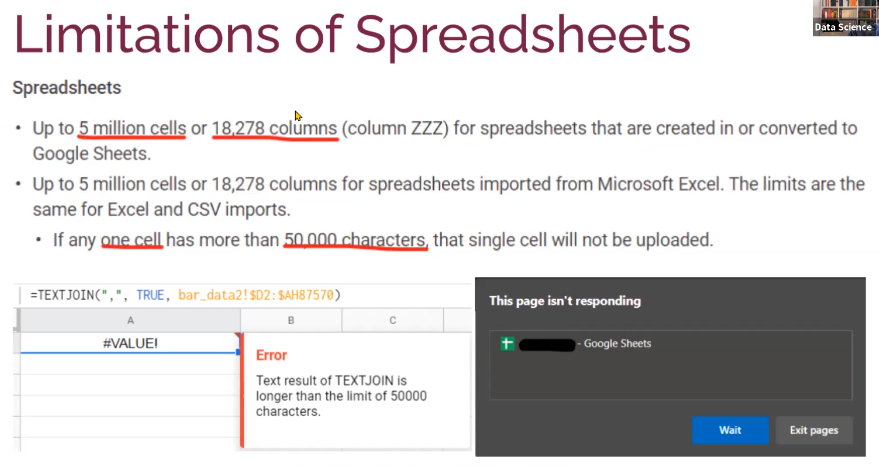 Limitations of Spreadsheets
Data Science
Spreadsheets
• Up to 5 million cells or 18,278 columns (column ZZZ) for spreadsheets that are created in or converted to
Google Sheets.
• Up to 5 million cells or 18,278 columns for spreadsheets imported from Microsoft Excel. The limits are the
same for Excel and CSV imports.
• If any one cell has more than 50,000 characters, that single cell will not be uploaded.
=TEXTJOIN(",", TRUE, bar_data2!$D2:$AH87570)
A B C
#VALUE!
Error
Text result of TEXTJOIN is
longer than the limit of 50000
characters.
This page isn't responding
- Google Sheets
Wait Exit pages